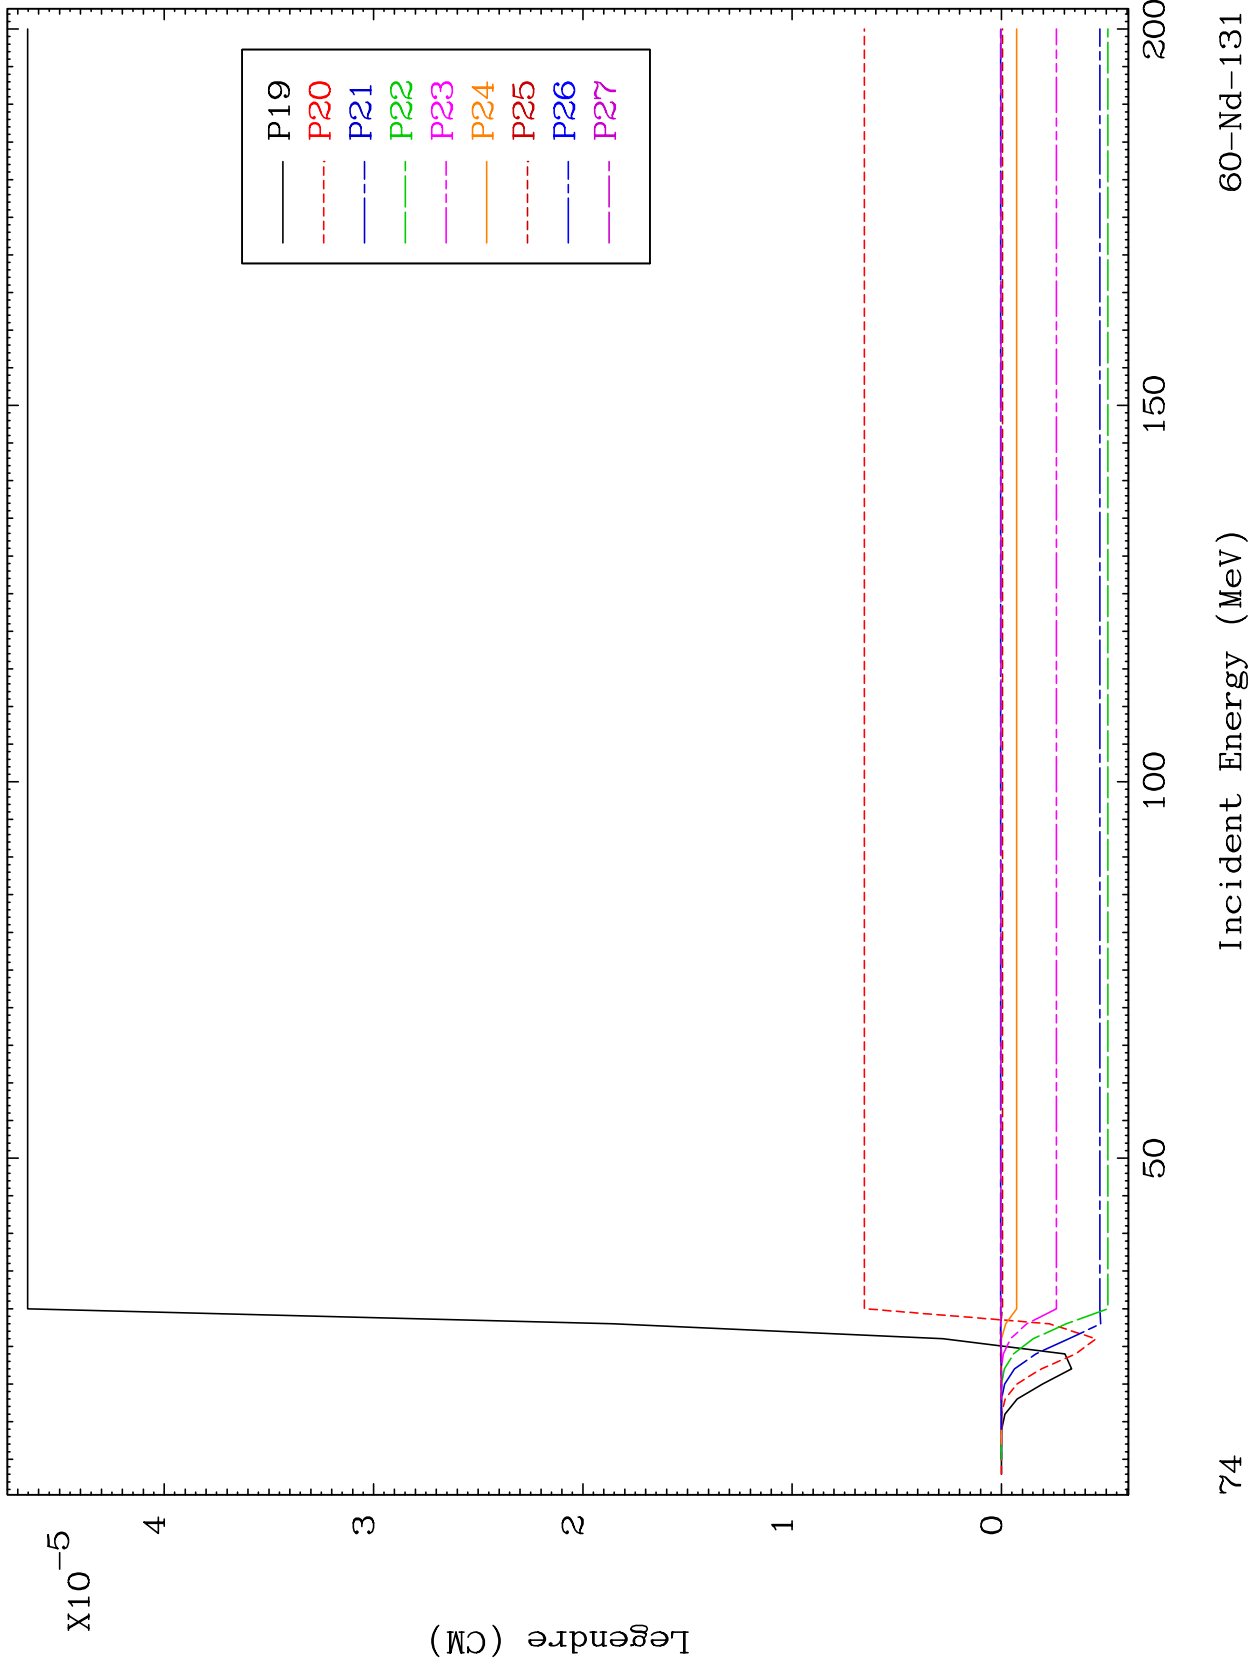 X10-5
Legendre (CM)
4
3
2
1
0
P19
P20
P21
P22
P23
P24
P25
P26
P27
50
100
150
200
Incident Energy (MeV)
74
60-Nd-131